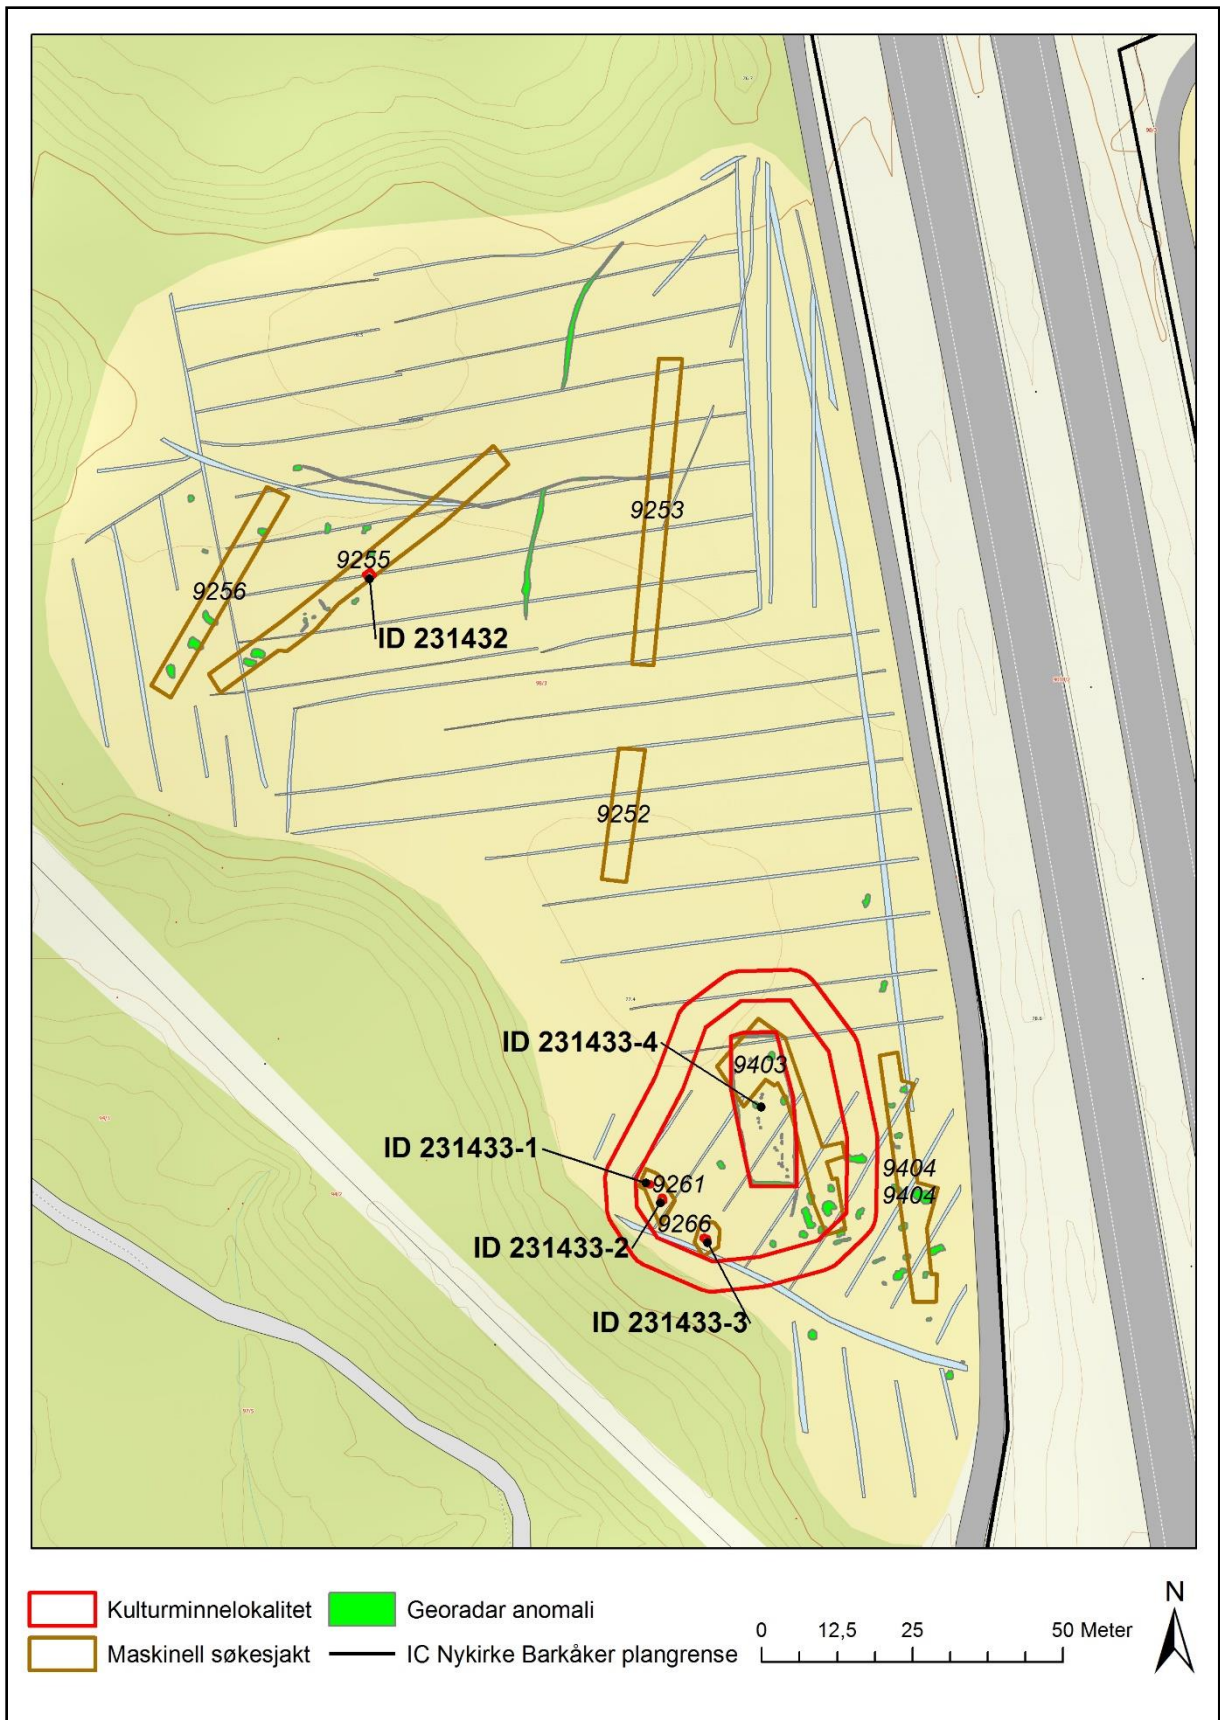 9253
9255
9256
ID 231432
9252
ID 231433-4
9403
ID 231433-1
9261
9404
9404
9266
ID 231433-2
ID 231433-3
Kulturminnelokalitet
Georadar anomali
Maskinell søkesjakt
IC Nykirke Barkåker plangrense
0 12,5 25 50 Meter
N